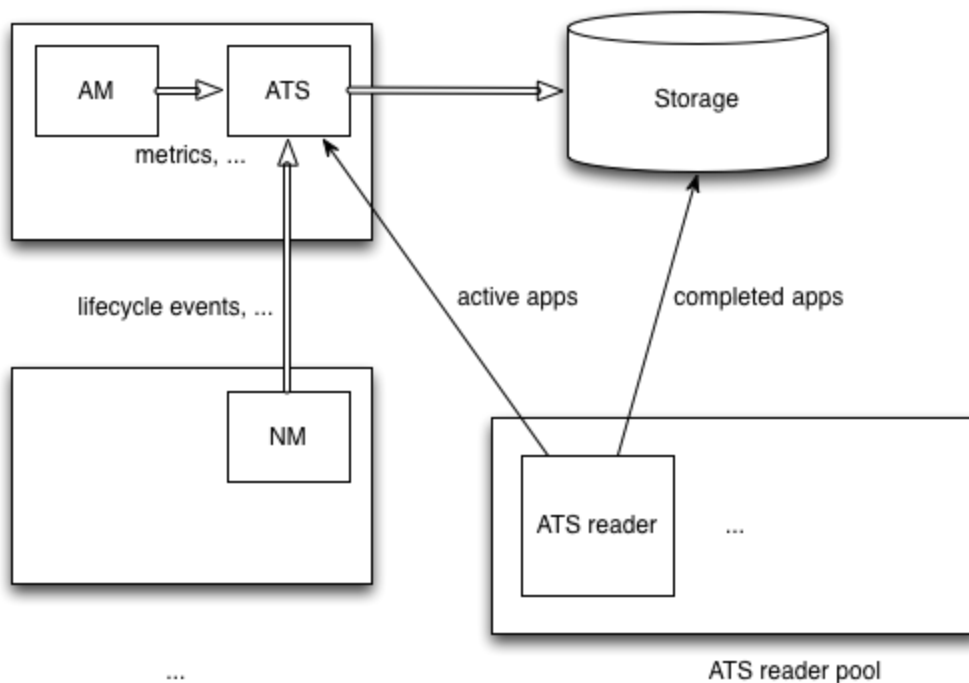 AM
ATS
Storage
metrics, ...
lifecycle events, ...
active apps
completed apps
NM
ATS reader
...
...
ATS reader pool